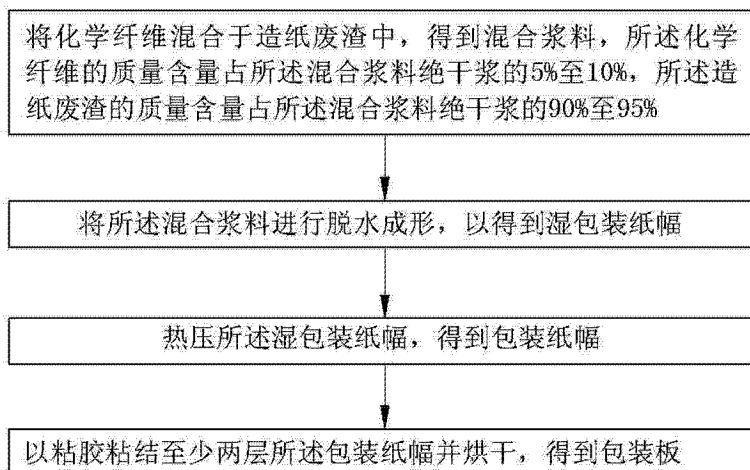 将化学纤维混合于造纸废渣中，得到混合浆料，所述化学
纤维的质量含量占所述混合浆料绝干浆的5%至10%，所述造
纸废渣的质量含量占所述混合浆料绝干浆的90%至95%
将所述混合浆料进行脱水成形，以得到湿包装纸幅
热压所述湿包装纸幅，得到包装纸幅
以粘胶粘结至少两层所述包装纸幅并烘干，得到包装板